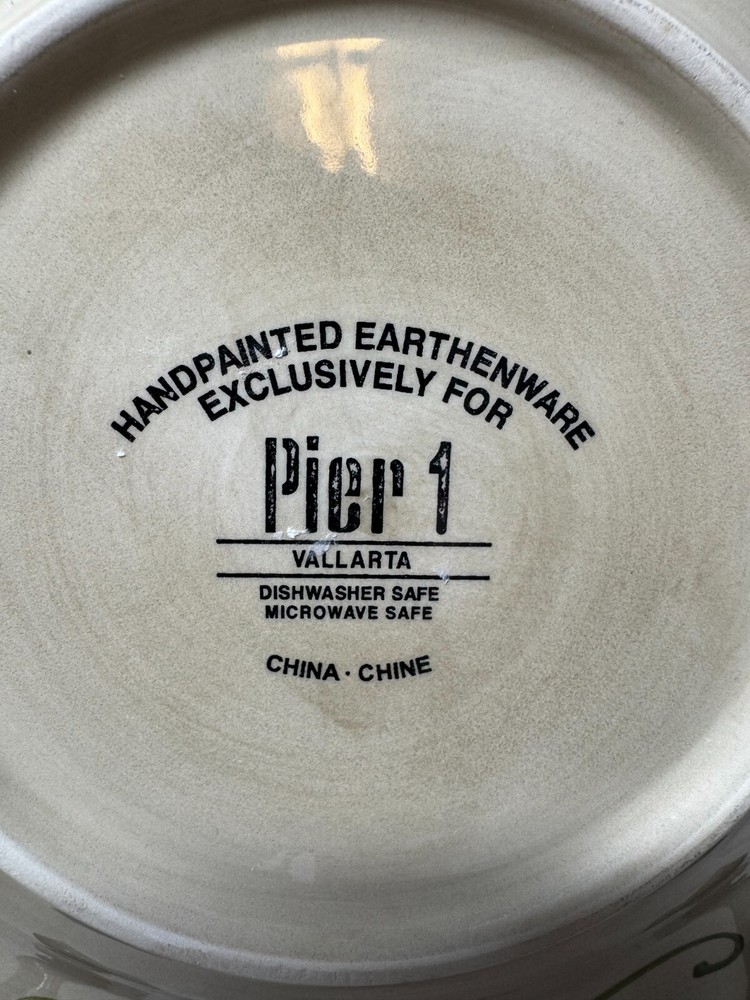 HANDPAINTED EARTHENWARE
EXCLUSIVELY FOR
Pier 1
VALLARTA
DISHWASHER SAFE
MICROWAVE SAFE
CHINA · CHINE